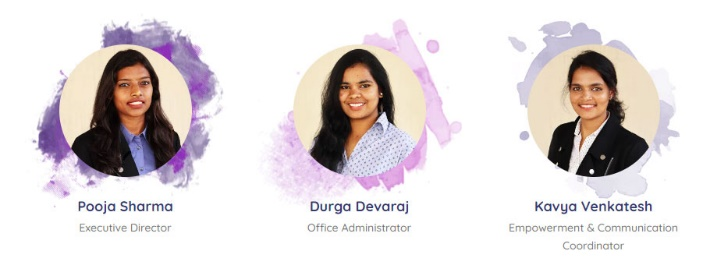 Pooja Sharma
Executive Director
Durga Devaraj
Office Administrator
Kavya Venkatesh
Empowerment & Communication
Coordinator